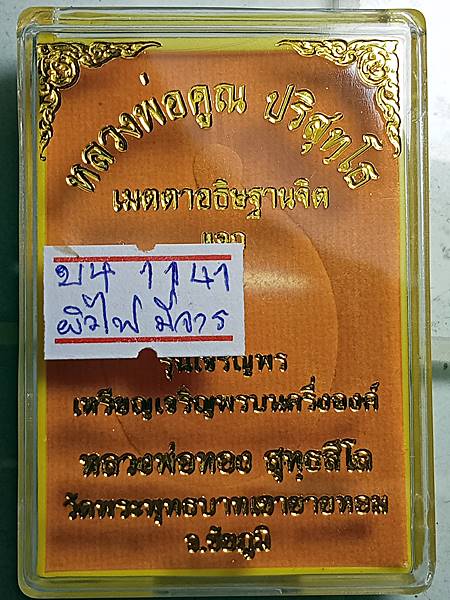 หลวงพ่อคูณ ปริสุทโธ
เมตตาอธิษฐานจิต
แจก
บน 1141
ผิวไฟ มีจาร
รุ่นเจริญพร
เหรียญเจริญพรบนครึ่งองค์
หลวงพ่อทอง สุทฺธสีโล
วัดพระพุทธบาทเขายายหอม
จ.ชัยภูมิ